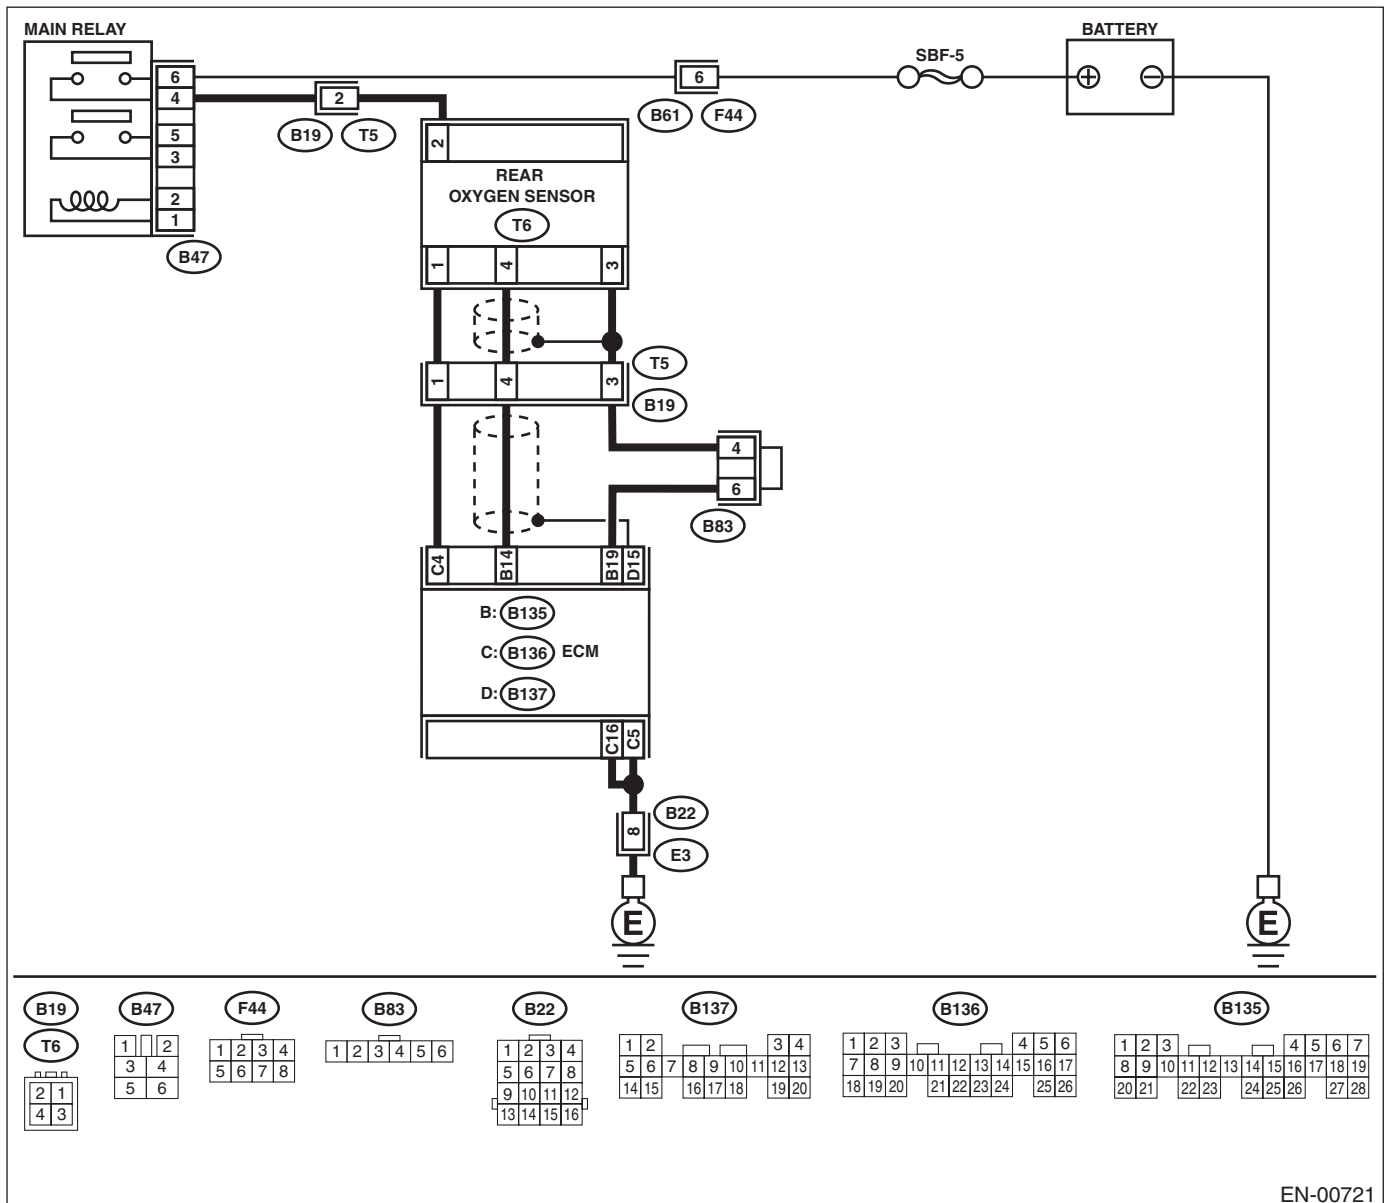 MAIN RELAY
BATTERY
SBF-5
6
4
5
3
2
1
B47
2
B19 T5
6
B61 F44
2
REAR
OXYGEN SENSOR
T6
1 4 3
1 4 3
T5
B19
4
6
B83
C4 B14 B19 D15
B: B135
C: B136 ECM
D: B137
C16 C5
8
B22
E3
E
E
B19
T6
2 1
4 3
B47
1 2
3 4
5 6
F44
1 2 3 4
5 6 7 8
B83
1 2 3 4 5 6
B22
1 2 3 4
5 6 7 8
9 10 11 12
13 14 15 16
B137
1 2 3 4
5 6 7 8 9 10 11 12 13
14 15 16 17 18 19 20
B136
1 2 3 4 5 6
7 8 9 10 11 12 13 14 15 16 17
18 19 20 21 22 23 24 25 26
B135
1 2 3 4 5 6 7
8 9 10 11 12 13 14 15 16 17 18 19
20 21 22 23 24 25 26 27 28
EN-00721